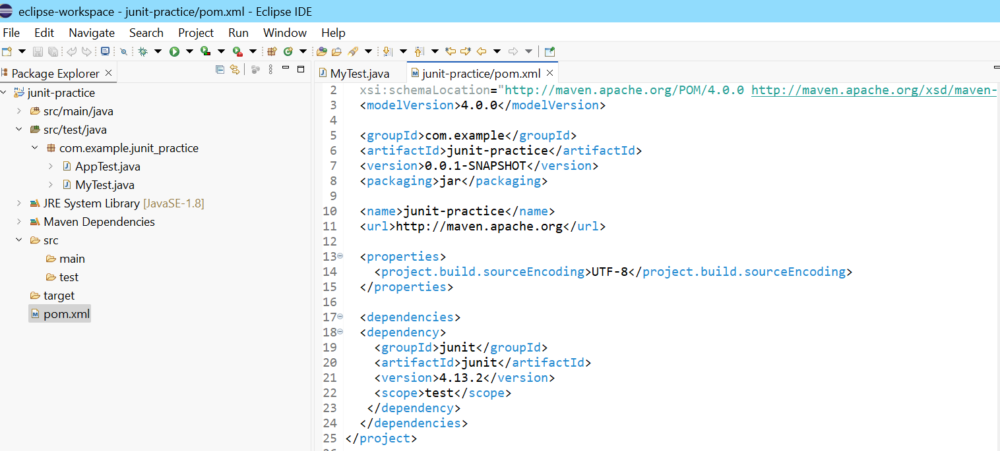 eclipse-workspace - junit-practice/pom.xml - Eclipse IDE
File Edit Navigate Search Project Run Window Help
Package Explorer
junit-practice
src/main/java
src/test/java
com.example.junit_practice
AppTest.java
MyTest.java
JRE System Library [JavaSE-1.8]
Maven Dependencies
src
main
test
target
pom.xml
MyTest.java junit-practice/pom.xml
2 xsi:schemaLocation="http://maven.apache.org/POM/4.0.0 http://maven.apache.org/xsd/maven-
3 <modelVersion>4.0.0</modelVersion>
4
5 <groupId>com.example</groupId>
6 <artifactId>junit-practice</artifactId>
7 <version>0.0.1-SNAPSHOT</version>
8 <packaging>jar</packaging>
9
10 <name>junit-practice</name>
11 <url>http://maven.apache.org</url>
12
13 <properties>
14 <project.build.sourceEncoding>UTF-8</project.build.sourceEncoding>
15 </properties>
16
17 <dependencies>
18 <dependency>
19 <groupId>junit</groupId>
20 <artifactId>junit</artifactId>
21 <version>4.13.2</version>
22 <scope>test</scope>
23 </dependency>
24 </dependencies>
25 </project>